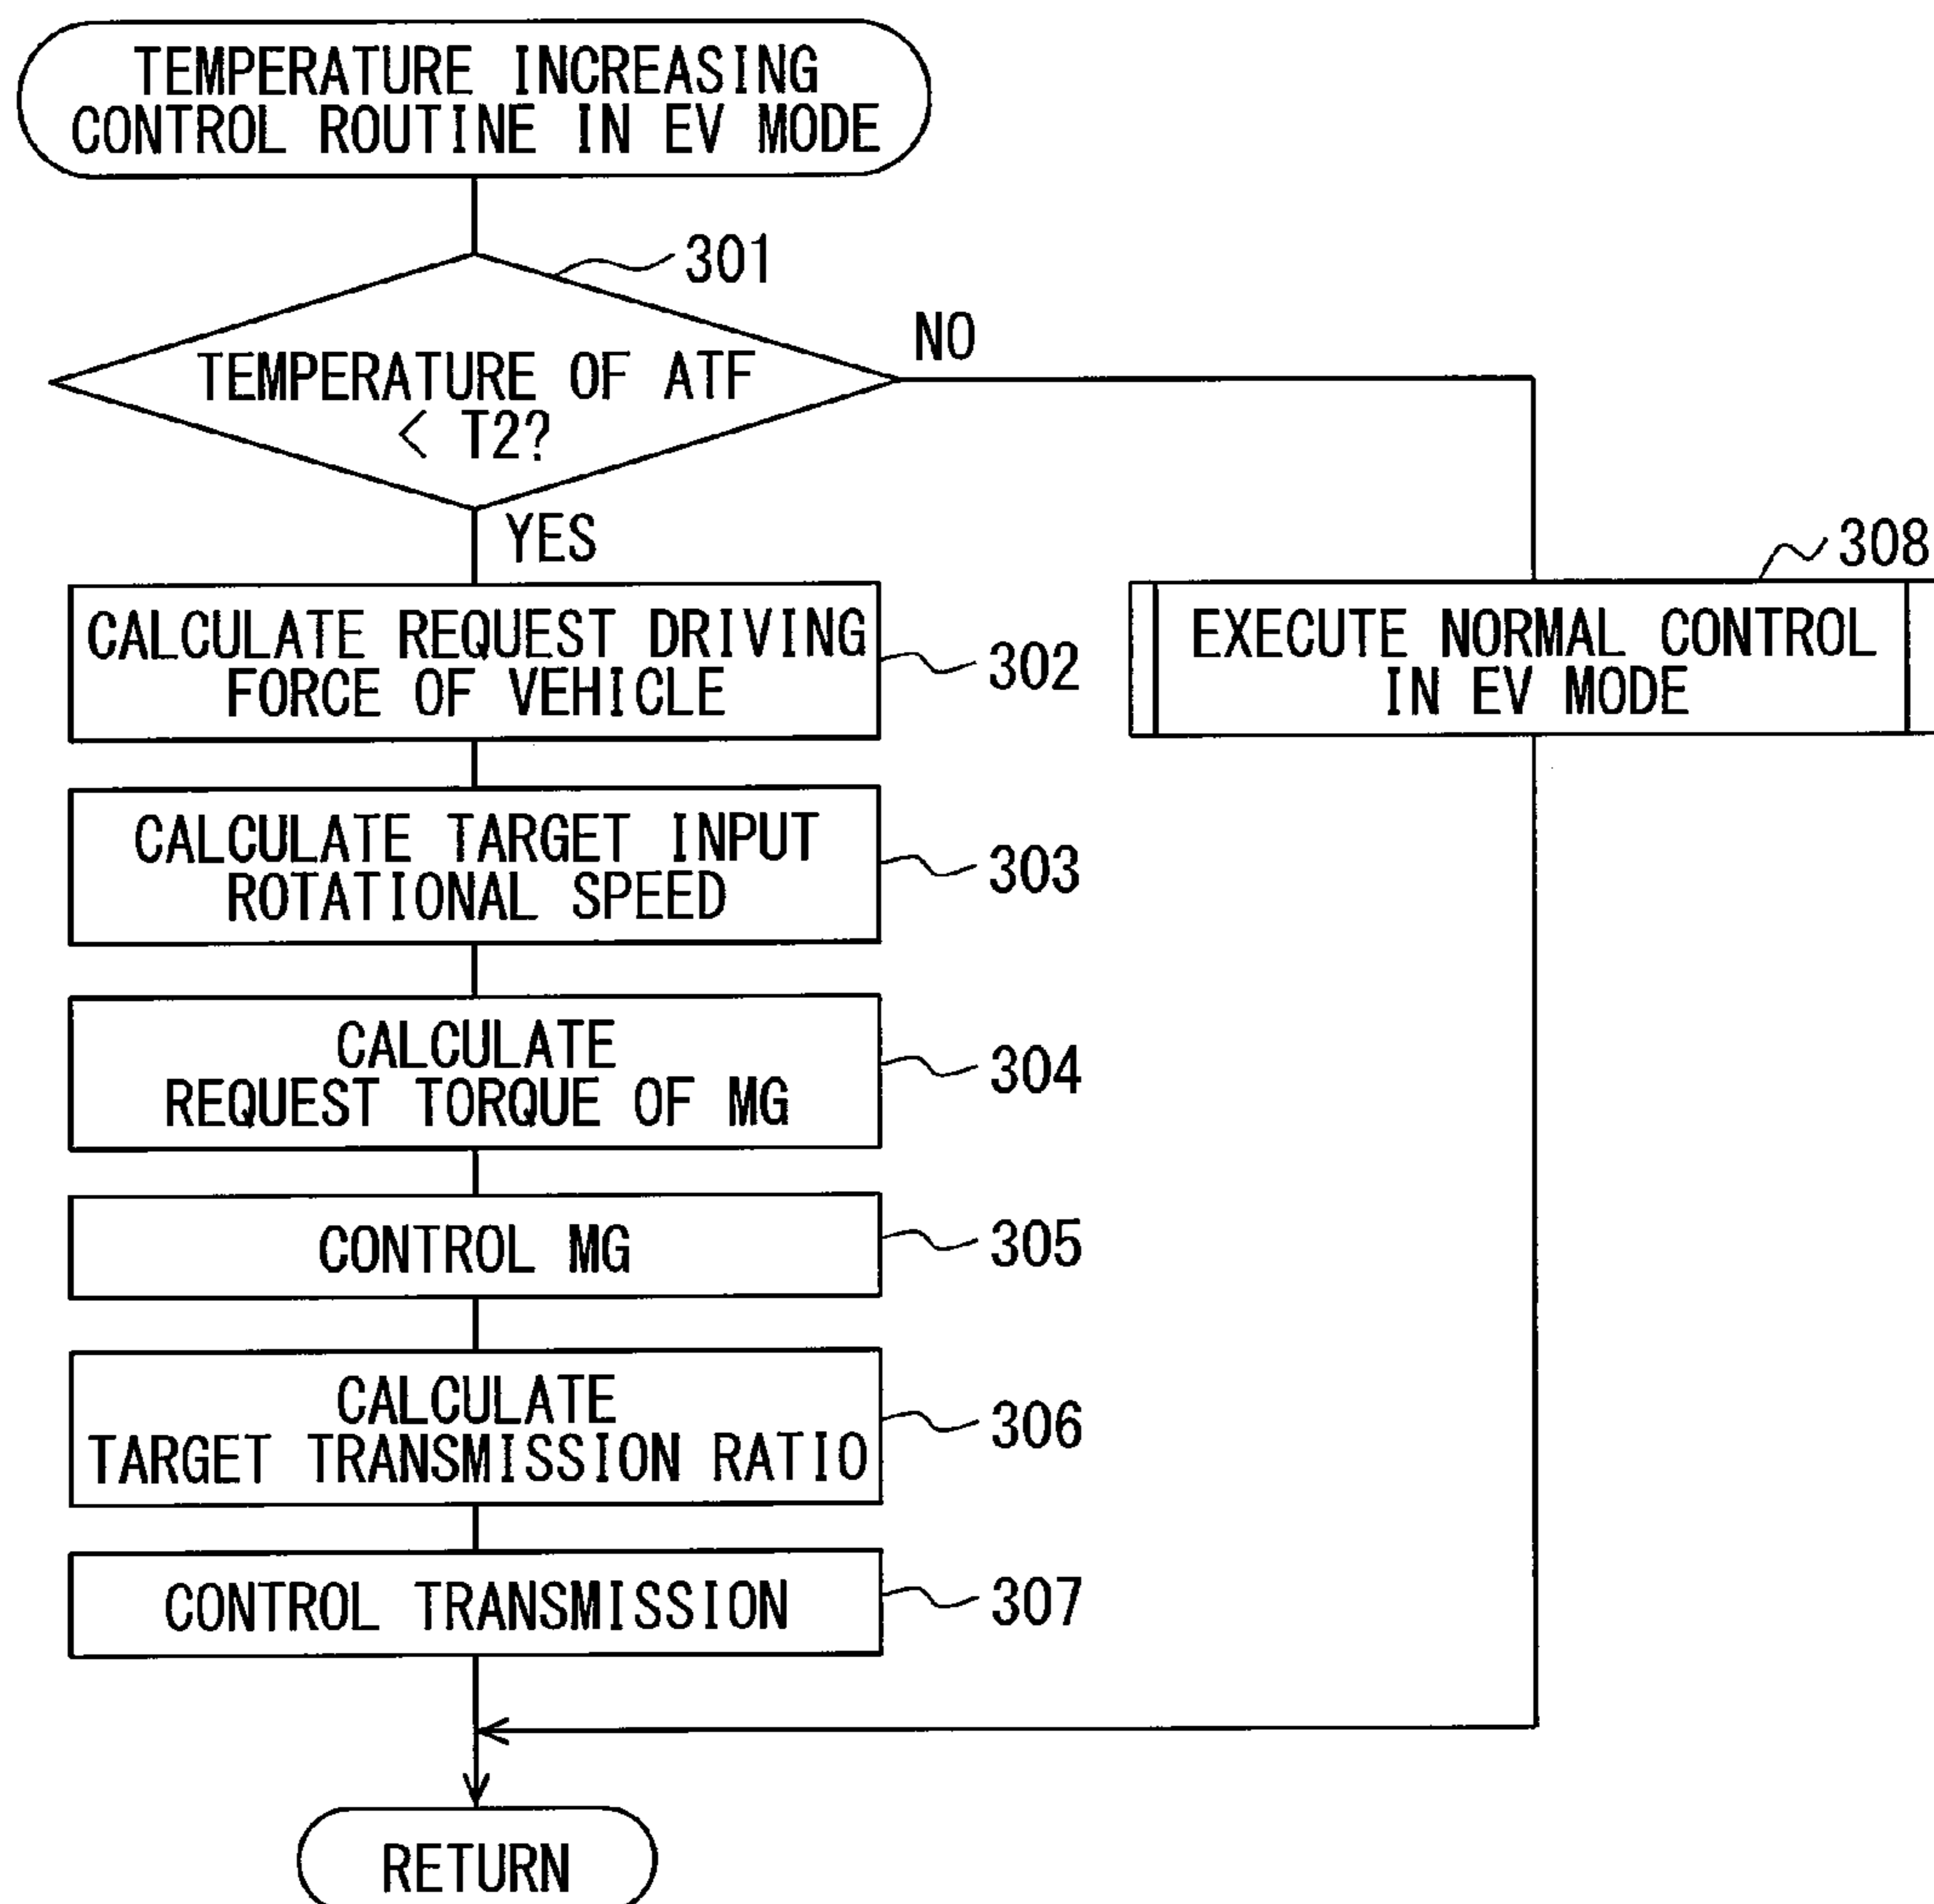 TEMPERATURE INCREASING
CONTROL ROUTINE IN EV MODE
301
TEMPERATURE OF ATF
< T2?
NO
YES
308
CALCULATE REQUEST DRIVING
FORCE OF VEHICLE
302
EXECUTE NORMAL CONTROL
IN EV MODE
CALCULATE TARGET INPUT
ROTATIONAL SPEED
303
CALCULATE
REQUEST TORQUE OF MG
304
CONTROL MG
305
CALCULATE
TARGET TRANSMISSION RATIO
306
CONTROL TRANSMISSION
307
RETURN